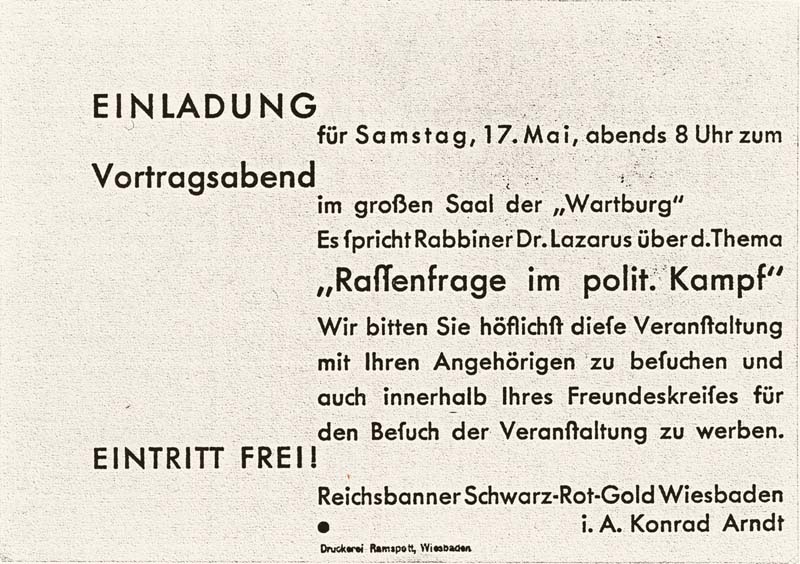 EINLADUNG
für Samstag, 17. Mai, abends 8 Uhr zum
Vortragsabend
im großen Saal der „Wartburg“
Es ſpricht Rabbiner Dr. Lazarus über d. Thema
„Raſſenfrage im polit. Kampf“
Wir bitten Sie höflichſt dieſe Veranſtaltung
mit Ihren Angehörigen zu beſuchen und
auch innerhalb Ihres Freundeskreiſes für
den Beſuch der Veranſtaltung zu werben.
EINTRITT FREI!
Reichsbanner Schwarz-Rot-Gold Wiesbaden
i. A. Konrad Arndt
Druckerei Ramspott, Wiesbaden